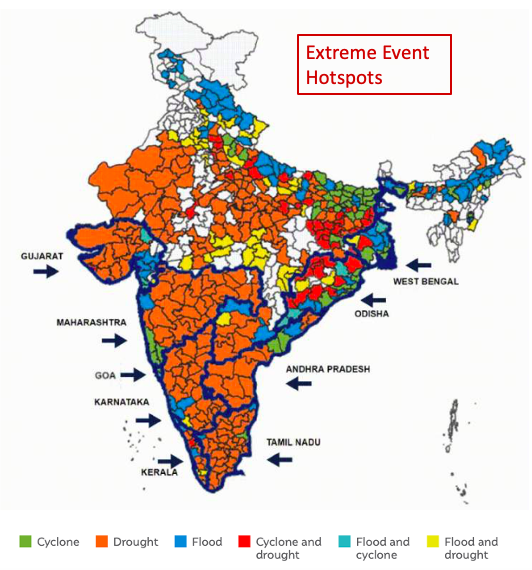 Extreme Event
Hotspots
GUJARAT
WEST BENGAL
ODISHA
MAHARASHTRA
GOA
ANDHRA PRADESH
KARNATAKA
TAMIL NADU
KERALA
Cyclone
Drought
Flood
Cyclone and
drought
Flood and
cyclone
Flood and
drought